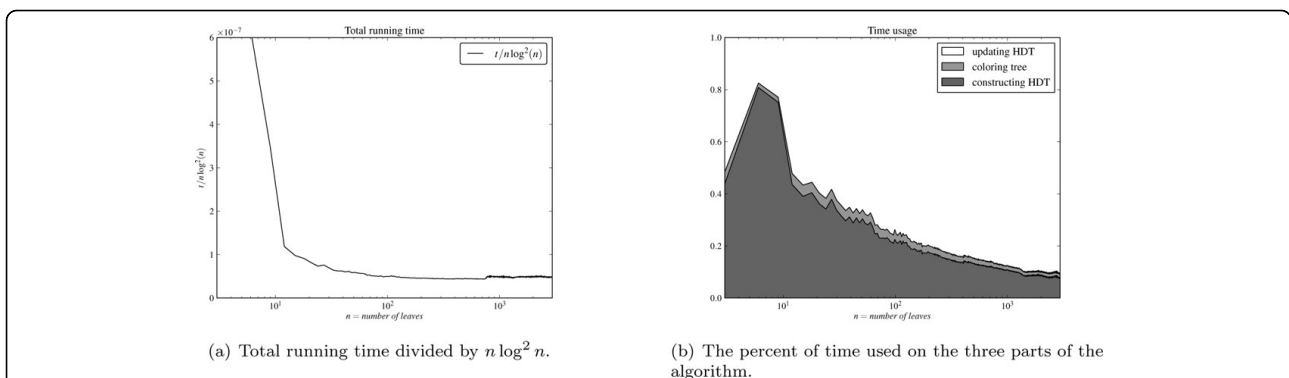 Total running time
×10⁻⁷
6
5
4
3
2
1
0
t/n log²(n)
t/n log²(n)
10¹
10²
10³
n = number of leaves
(a) Total running time divided by n log² n.
Time usage
1.0
0.8
0.6
0.4
0.2
0.0
updating HDT
coloring tree
constructing HDT
10¹
10²
10³
n = number of leaves
(b) The percent of time used on the three parts of the
algorithm.